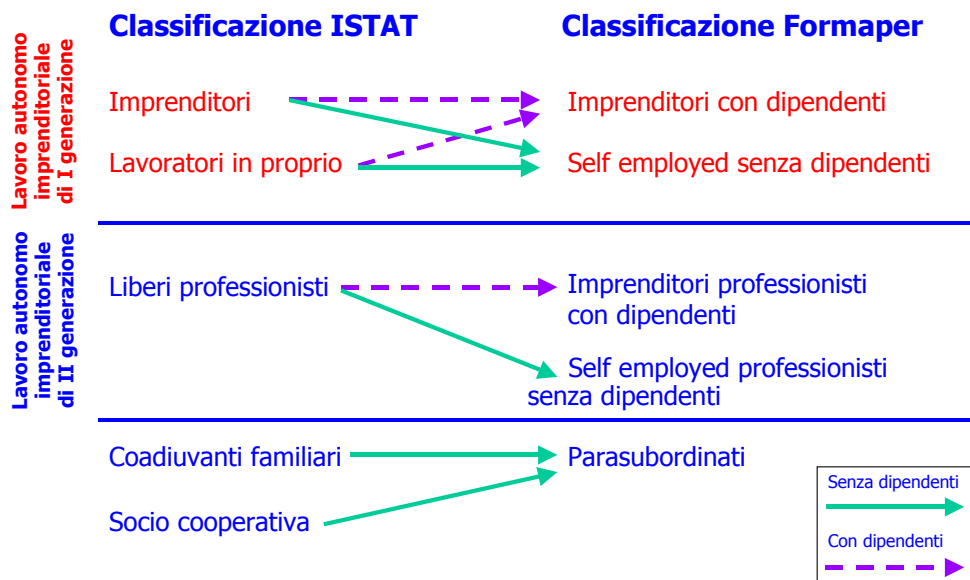 Classificazione ISTAT
Classificazione Formaper
Lavoro autonomo
imprenditoriale
di I generazione
Imprenditori
Imprenditori con dipendenti
Lavoratori in proprio
Self employed senza dipendenti
Lavoro autonomo
imprenditoriale
di II generazione
Liberi professionisti
Imprenditori professionisti
con dipendenti
Self employed professionisti
senza dipendenti
Coadiuvanti familiari
Parasubordinati
Socio cooperativa
Senza dipendenti
Con dipendenti